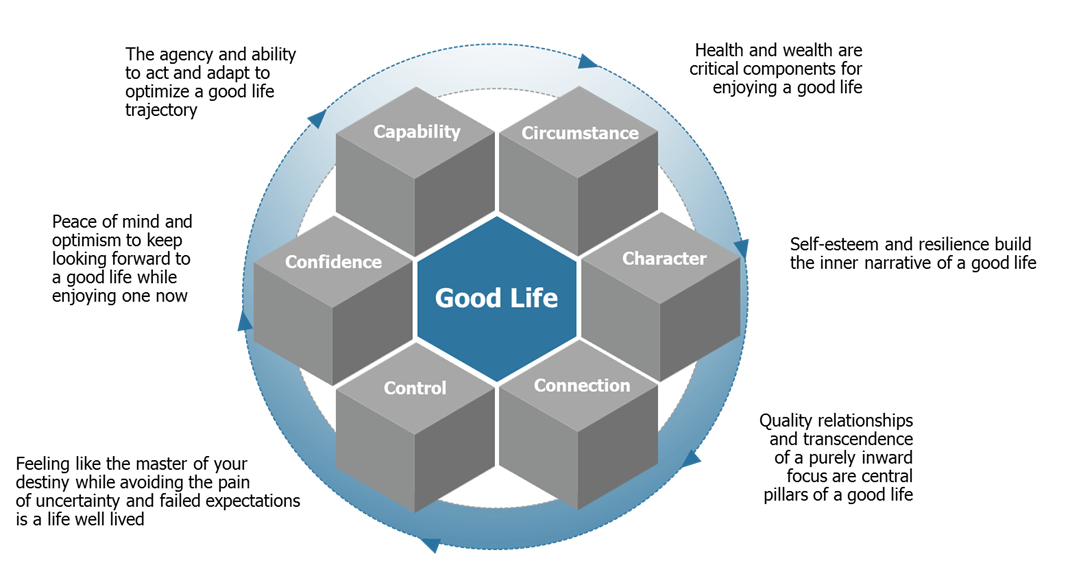 The agency and ability
to act and adapt to
optimize a good life
trajectory
Health and wealth are
critical components for
enjoying a good life
Capability
Circumstance
Peace of mind and
optimism to keep
looking forward to
a good life while
enjoying one now
Confidence
Character
Self-esteem and resilience build
the inner narrative of a good life
Good Life
Control
Connection
Feeling like the master of your
destiny while avoiding the pain
of uncertainty and failed expectations
is a life well lived
Quality relationships
and transcendence
of a purely inward
focus are central
pillars of a good life